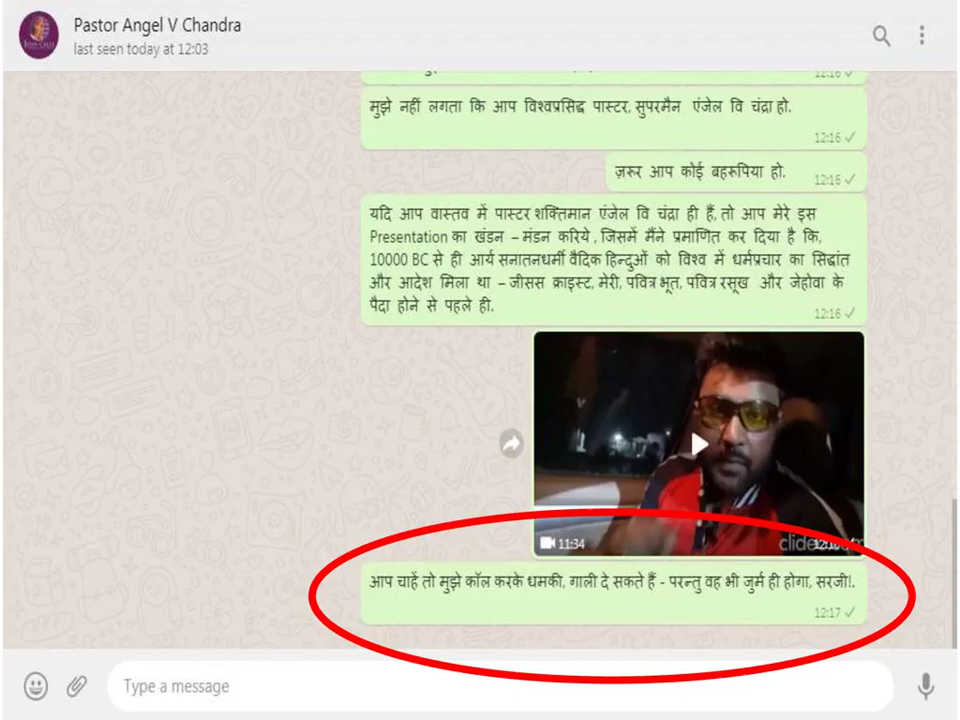 Pastor Angel V Chandra
last seen today at 12:03
12:16
मुझे नहीं लगता कि आप विश्वप्रसिद्ध पास्टर, सुपरमैन एंजेल वि चंद्रा हो.
12:16
ज़रूर आप कोई बहरूपिया हो.
12:16
यदि आप वास्तव में पास्टर शक्तिमान एंजेल वि चंद्रा ही हैं, तो आप मेरे इस
Presentation का खंडन – मंडन करिये , जिसमें मैंने प्रमाणित कर दिया है कि,
10000 BC से ही आर्य सनातनधर्मी वैदिक हिन्दुओं को विश्व में धर्मप्रचार का सिद्धांत
और आदेश मिला था – जीसस क्राइस्ट, मेरी, पवित्र भूत, पवित्र रसूख और जेहोवा के
पैदा होने से पहले ही.
12:16
11:34
आप चाहें तो मुझे कॉल करके धमकी, गाली दे सकते हैं - परन्तु वह भी जुर्म ही होगा, सरजी!.
12:17
Type a message